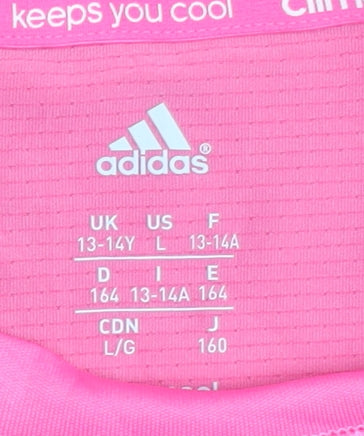 keeps you cool
adidas®
UK US F
13-14Y L 13-14A
D I E
164 13-14A 164
CDN J
L/G 160